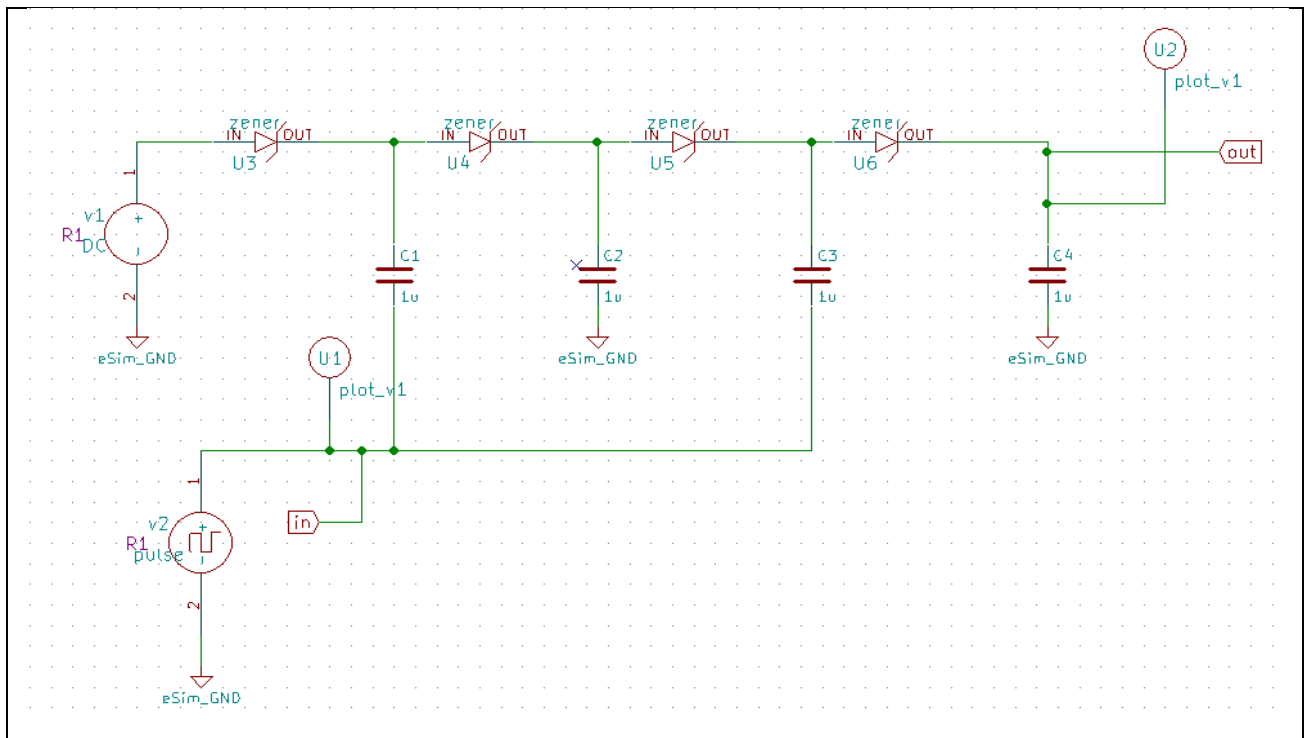 U2
plot_v1
zener
IN
OUT
U3
zener
IN
OUT
U4
zener
IN
OUT
U5
zener
IN
OUT
U6
out
1
v1
+
R1
DC
2
eSim_GND
C1
1u
C2
1u
eSim_GND
C3
1u
C4
1u
eSim_GND
U1
plot_v1
1
in
v2
+
R1
pulse
2
eSim_GND